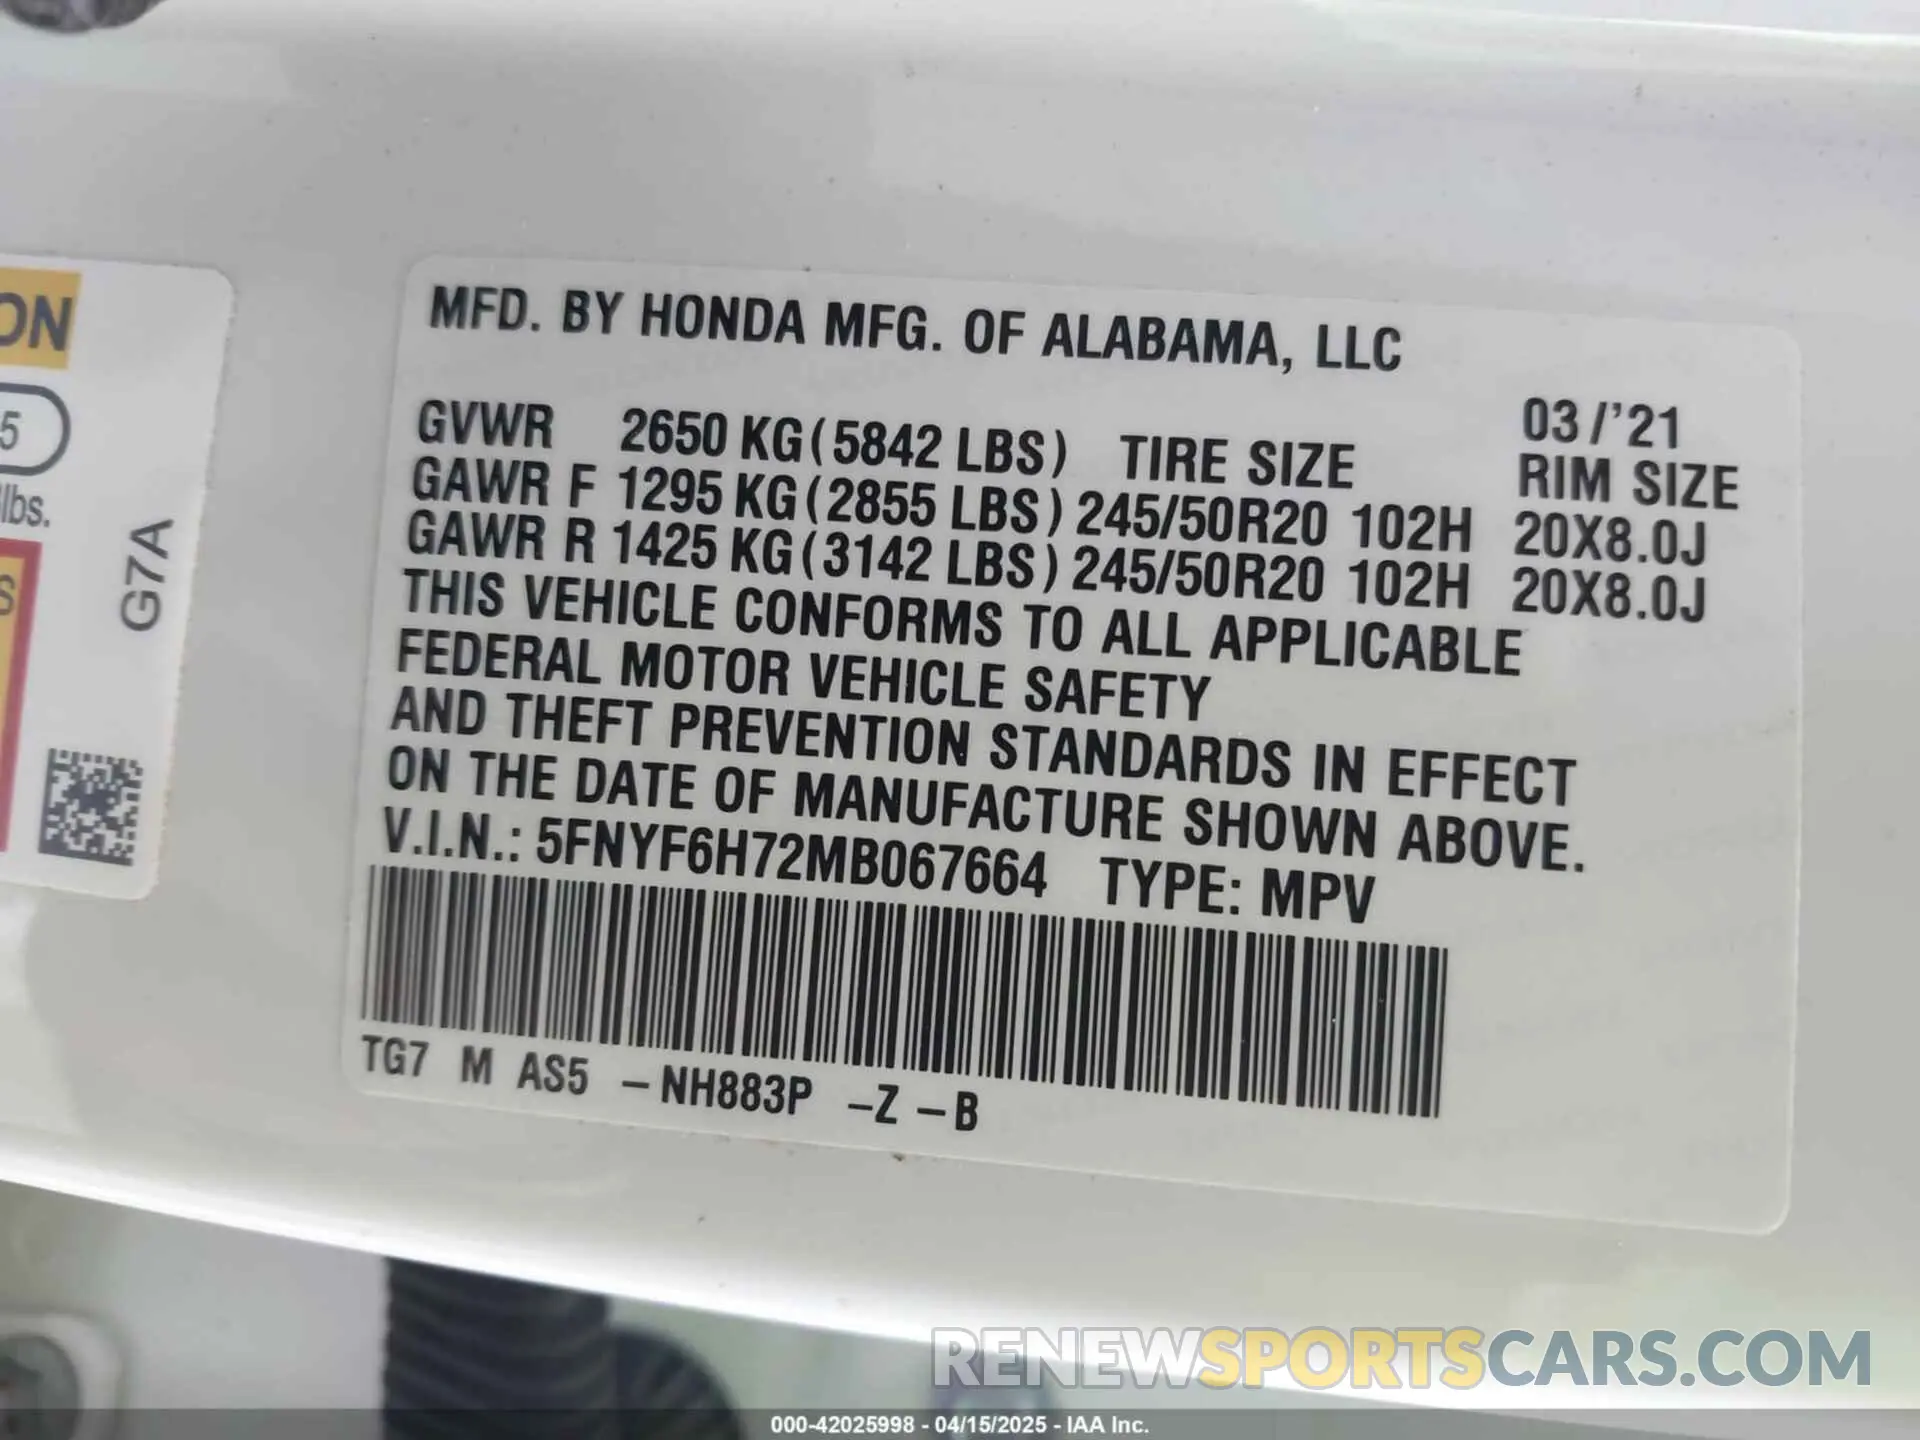 MFD. BY HONDA MFG. OF ALABAMA, LLC
03/'21
GVWR 2650 KG(5842 LBS) TIRE SIZE RIM SIZE
GAWR F 1295 KG(2855 LBS) 245/50R20 102H 20X8.0J
GAWR R 1425 KG(3142 LBS) 245/50R20 102H 20X8.0J
THIS VEHICLE CONFORMS TO ALL APPLICABLE
FEDERAL MOTOR VEHICLE SAFETY
AND THEFT PREVENTION STANDARDS IN EFFECT
ON THE DATE OF MANUFACTURE SHOWN ABOVE.
V.I.N.: 5FNYF6H72MB067664 TYPE: MPV
TG7 M AS5 -NH883P -Z -B
ON
5
lbs.
S
G7A
RENEWSPORTSCARS.COM
000-42025998 - 04/15/2025 - IAA Inc.